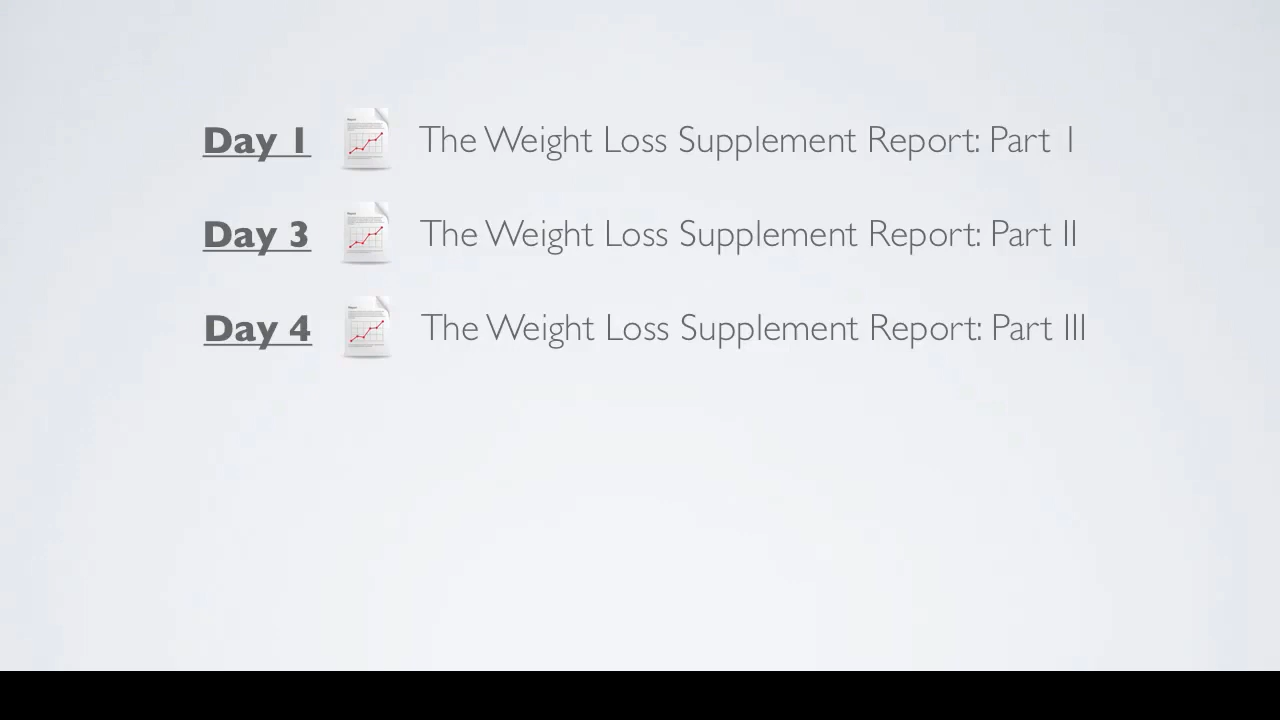 Day 1 The Weight Loss Supplement Report: Part I
Day 3 The Weight Loss Supplement Report: Part II
Day 4 The Weight Loss Supplement Report: Part III